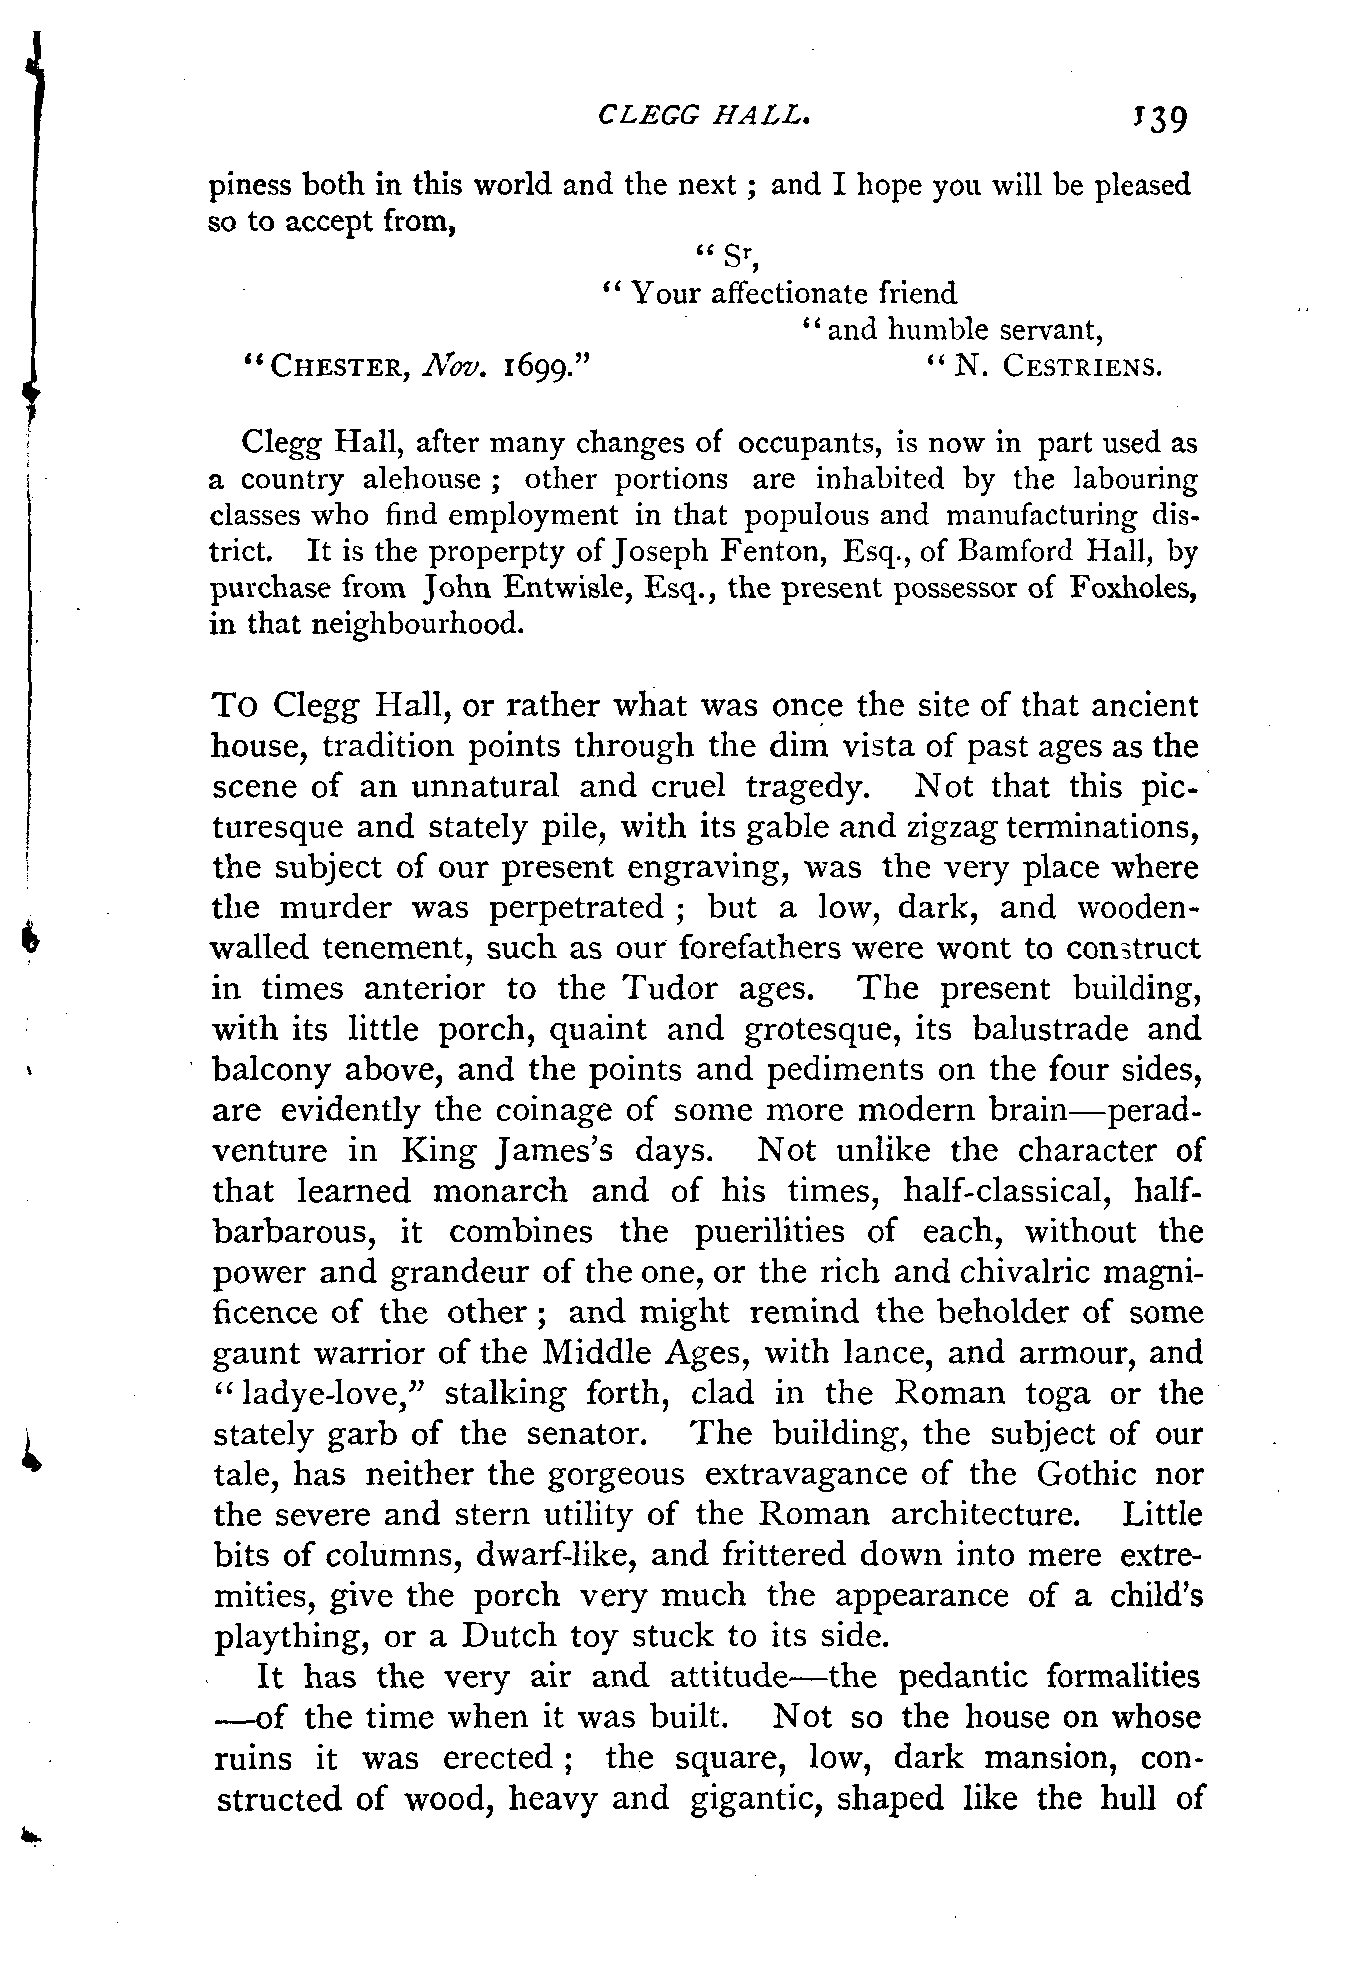 CLEGG HALL. 139
piness both in this world and the next ; and I hope you will be pleased
so to accept from,
“ Sr,
“ Your affectionate friend
“ and humble servant,
“ CHESTER, Nov. 1699.” “ N. CESTRIENS.
Clegg Hall, after many changes of occupants, is now in part used as
a country alehouse ; other portions are inhabited by the labouring
classes who find employment in that populous and manufacturing dis-
trict. It is the properpty of Joseph Fenton, Esq., of Bamford Hall, by
purchase from John Entwisle, Esq., the present possessor of Foxholes,
in that neighbourhood.
TO Clegg Hall, or rather what was once the site of that ancient
house, tradition points through the dim vista of past ages as the
scene of an unnatural and cruel tragedy. Not that this pic-
turesque and stately pile, with its gable and zigzag terminations,
the subject of our present engraving, was the very place where
the murder was perpetrated ; but a low, dark, and wooden-
walled tenement, such as our forefathers were wont to construct
in times anterior to the Tudor ages. The present building,
with its little porch, quaint and grotesque, its balustrade and
balcony above, and the points and pediments on the four sides,
are evidently the coinage of some more modern brain—perad-
venture in King James's days. Not unlike the character of
that learned monarch and of his times, half-classical, half-
barbarous, it combines the puerilities of each, without the
power and grandeur of the one, or the rich and chivalric magni-
ficence of the other ; and might remind the beholder of some
gaunt warrior of the Middle Ages, with lance, and armour, and
“ ladye-love,” stalking forth, clad in the Roman toga or the
stately garb of the senator. The building, the subject of our
tale, has neither the gorgeous extravagance of the Gothic nor
the severe and stern utility of the Roman architecture. Little
bits of columns, dwarf-like, and frittered down into mere extre-
mities, give the porch very much the appearance of a child's
plaything, or a Dutch toy stuck to its side.
It has the very air and attitude—the pedantic formalities
—of the time when it was built. Not so the house on whose
ruins it was erected ; the square, low, dark mansion, con-
structed of wood, heavy and gigantic, shaped like the hull of